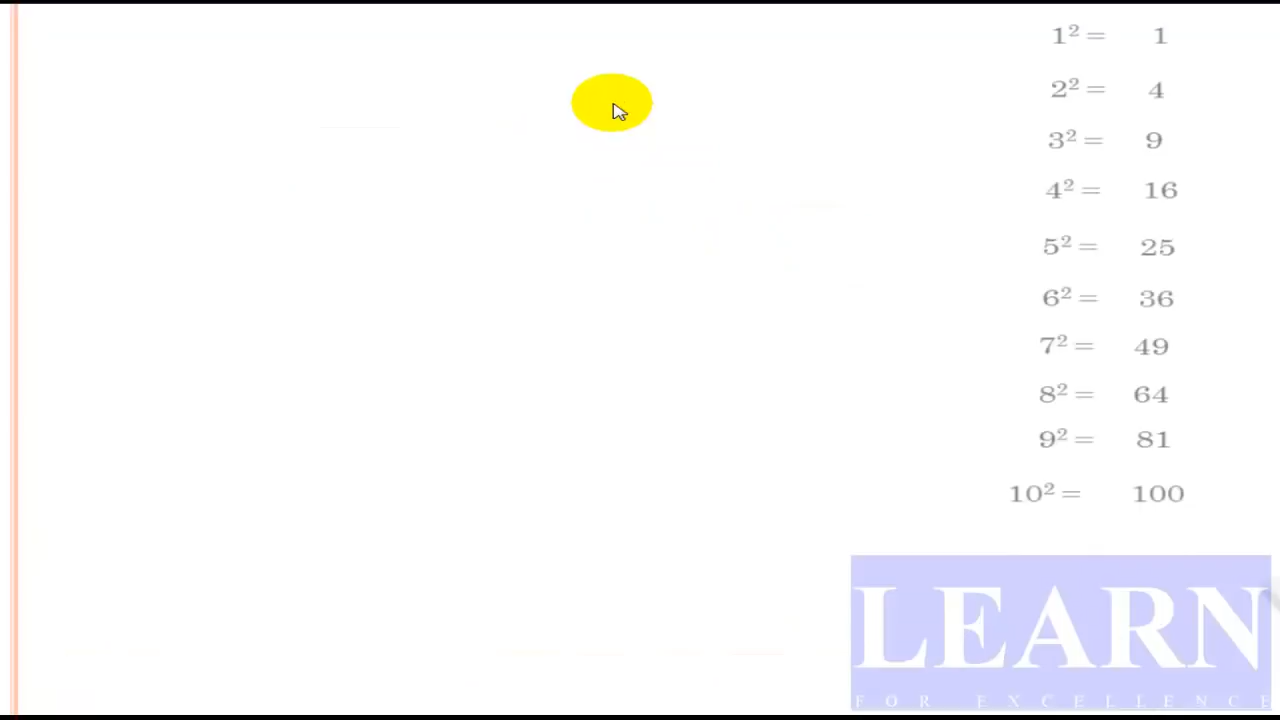 1² = 1
2² = 4
3² = 9
4² = 16
5² = 25
6² = 36
7² = 49
8² = 64
9² = 81
10² = 100
LEARN
FOR EXCELLENCE